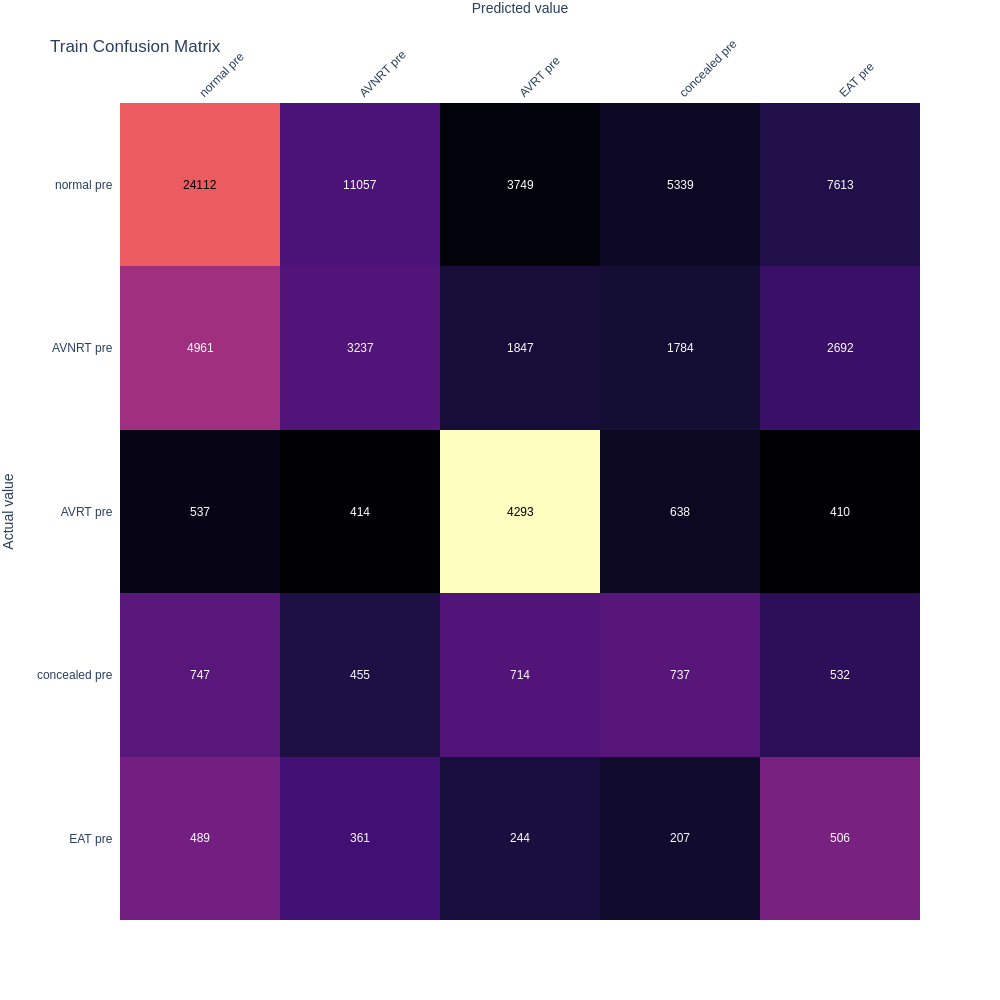 Predicted value
Train Confusion Matrix
normal pre AVNRT pre AVRT pre concealed pre EAT pre
normal pre 24112 11057 3749 5339 7613
AVNRT pre 4961 3237 1847 1784 2692
AVRT pre 537 414 4293 638 410
concealed pre 747 455 714 737 532
EAT pre 489 361 244 207 506
Actual value